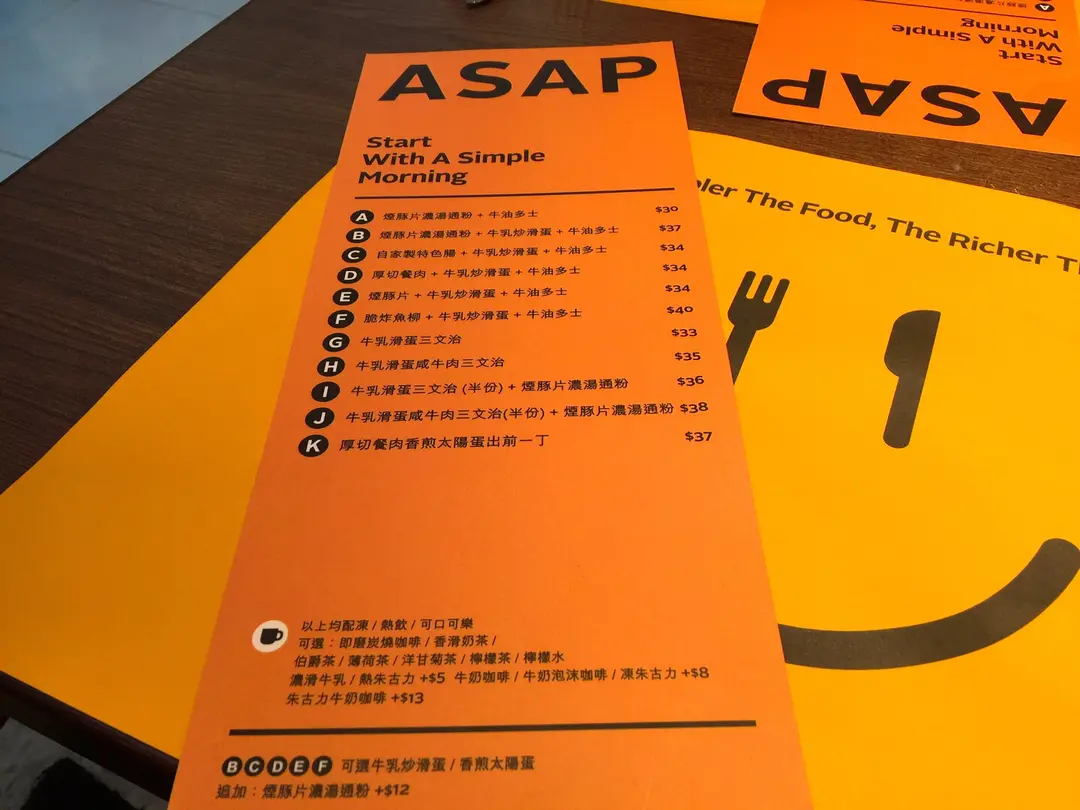 ASAP
Start
With A Simple
Morning
A 煙豚片濃湯通粉 + 牛油多士 $30
B 煙豚片濃湯通粉 + 牛乳炒滑蛋 + 牛油多士 $37
C 自家製特色腸 + 牛乳炒滑蛋 + 牛油多士 $34
D 厚切餐肉 + 牛乳炒滑蛋 + 牛油多士 $34
E 煙豚片 + 牛乳炒滑蛋 + 牛油多士 $34
F 脆炸魚柳 + 牛乳炒滑蛋 + 牛油多士 $40
G 牛乳滑蛋三文治 $33
H 牛乳滑蛋咸牛肉三文治 $35
I 牛乳滑蛋三文治 (半份) + 煙豚片濃湯通粉 $36
J 牛乳滑蛋咸牛肉三文治(半份) + 煙豚片濃湯通粉 $38
K 厚切餐肉香煎太陽蛋出前一丁 $37
以上均配凍 / 熱飲 / 可口可樂
可選：即磨炭燒咖啡 / 香滑奶茶 /
伯爵茶 / 薄荷茶 / 洋甘菊茶 / 檸檬茶 / 檸檬水
濃滑牛乳 / 熱朱古力 +$5 牛奶咖啡 / 牛奶泡沫咖啡 / 凍朱古力 +$8
朱古力牛奶咖啡 +$13
B C D E F 可選牛乳炒滑蛋 / 香煎太陽蛋
追加：煙豚片濃湯通粉 +$12
ASAP
Start
With A Simple
Morning
A
The Food, The Richer